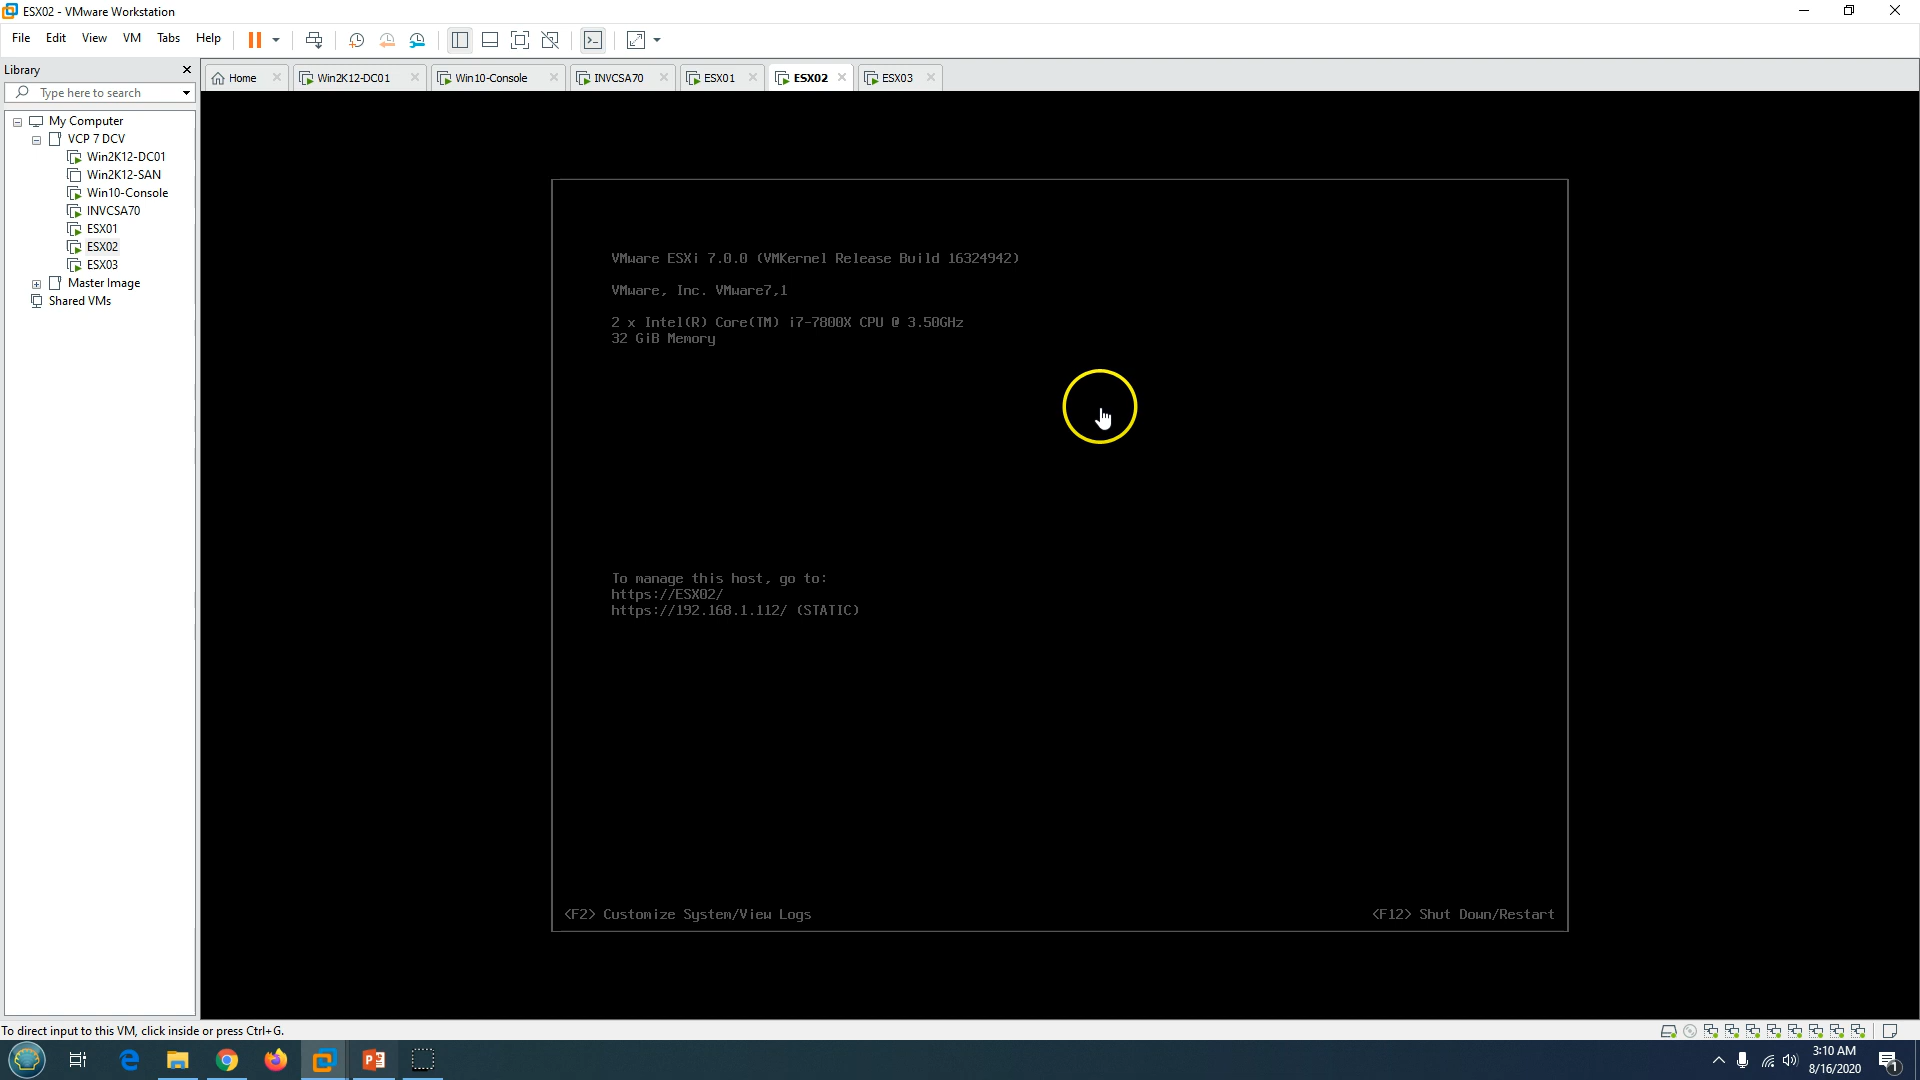 ESX02 - VMware Workstation
File Edit View VM Tabs Help
Library
Type here to search
My Computer
VCP 7 DCV
Win2K12-DC01
Win2K12-SAN
Win10-Console
INVCSA70
ESX01
ESX02
ESX03
Master Image
Shared VMs
Home Win2K12-DC01 Win10-Console INVCSA70 ESX01 ESX02 ESX03
VMware ESXi 7.0.0 (VMKernel Release Build 16324942)
VMware, Inc. VMware7,1
2 x Intel(R) Core(TM) i7-7800X CPU @ 3.50GHz
32 GiB Memory
To manage this host, go to:
https://ESX02/
https://192.168.1.112/ (STATIC)
<F2> Customize System/View Logs
<F12> Shut Down/Restart
To direct input to this VM, click inside or press Ctrl+G.
3:10 AM
8/16/2020
1